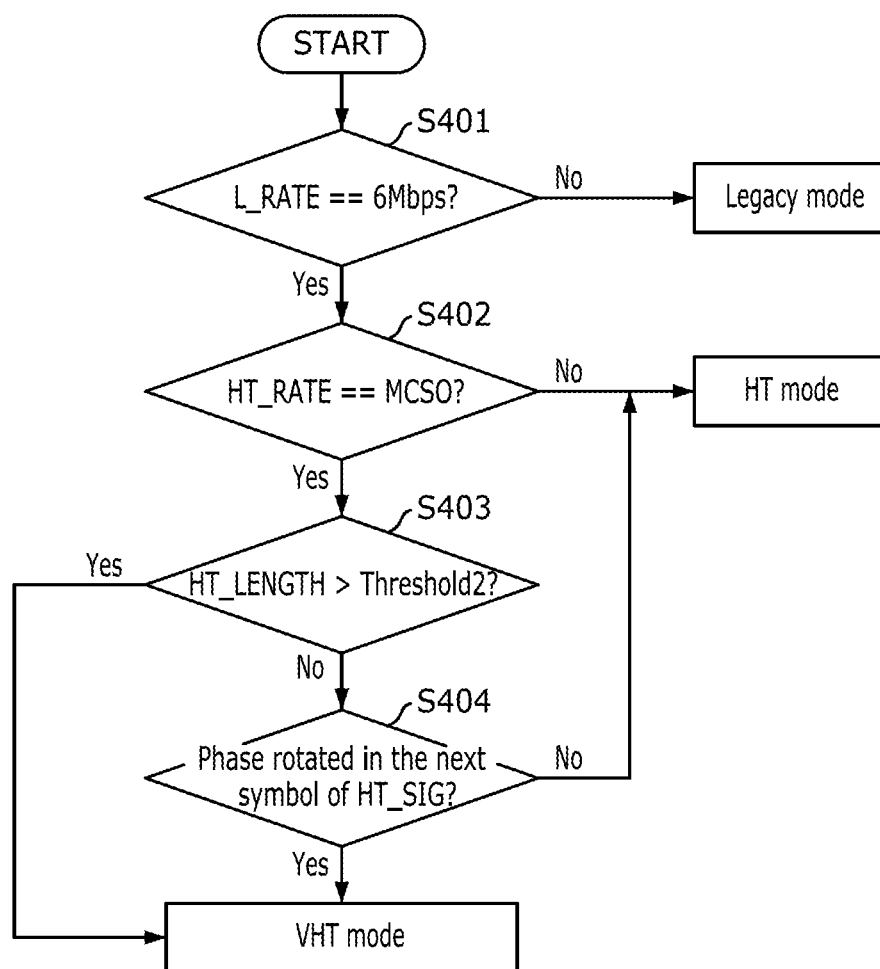 START
S401
L_RATE == 6Mbps?
No
Legacy mode
Yes
S402
HT_RATE == MCSO?
No
HT mode
Yes
S403
Yes
HT_LENGTH > Threshold2?
No
S404
Phase rotated in the next
symbol of HT_SIG?
No
Yes
VHT mode